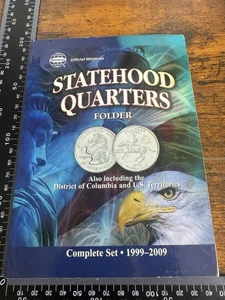 Official Whitman
STATEHOOD
QUARTERS
FOLDER
Also including the
District of Columbia and U.S. Territories
Complete Set • 1999–2009